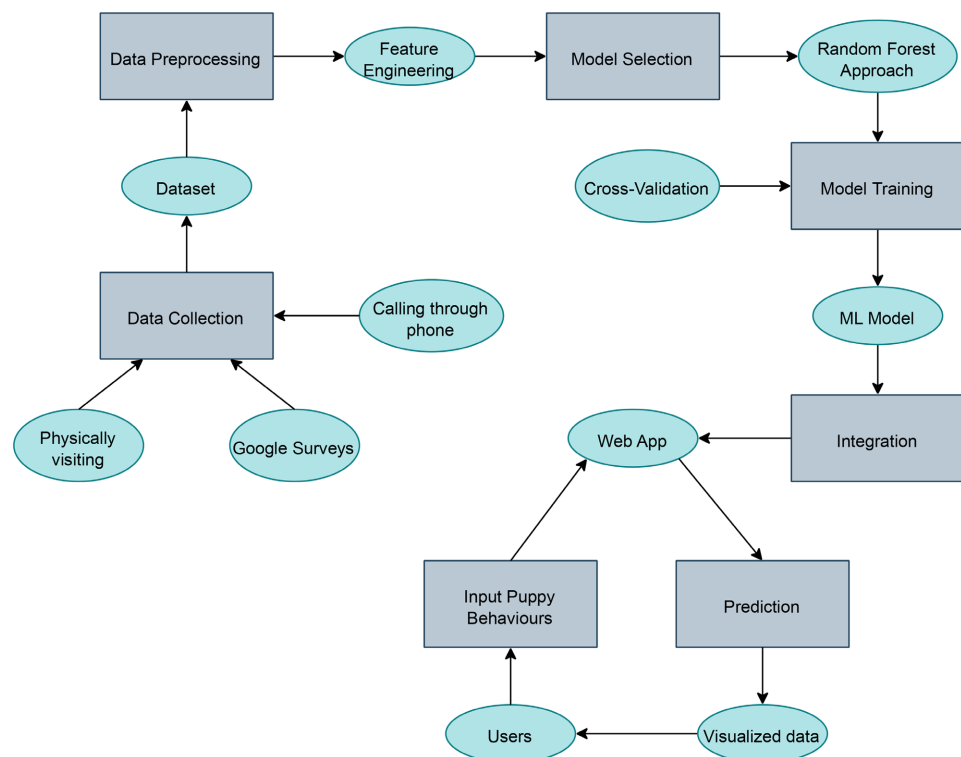 Data Preprocessing
Feature
Engineering
Model Selection
Random Forest
Approach
Dataset
Cross-Validation
Model Training
Data Collection
Calling through
phone
ML Model
Physically
visiting
Google Surveys
Web App
Integration
Input Puppy
Behaviours
Prediction
Users
Visualized data